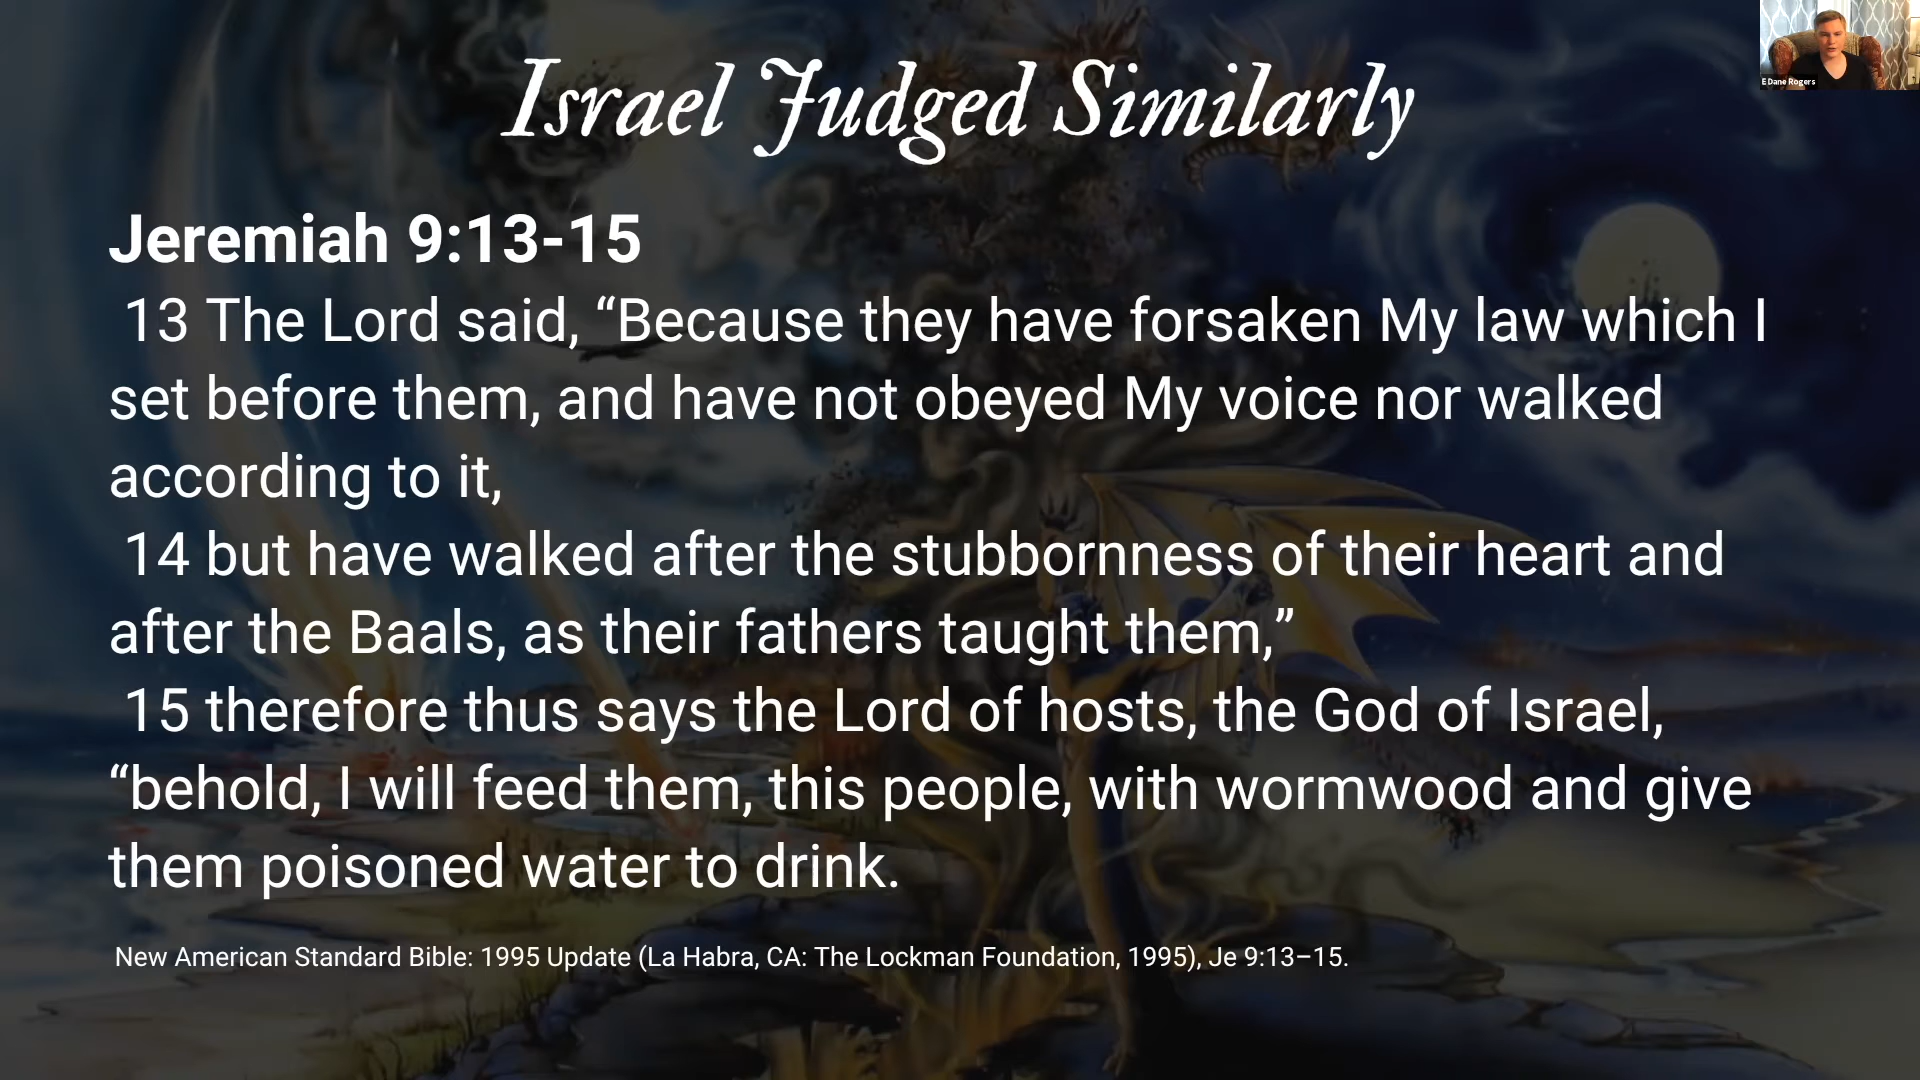 Israel Judged Similarly
E Dane Rogers
Jeremiah 9:13-15
13 The Lord said, “Because they have forsaken My law which I
set before them, and have not obeyed My voice nor walked
according to it,
14 but have walked after the stubbornness of their heart and
after the Baals, as their fathers taught them,”
15 therefore thus says the Lord of hosts, the God of Israel,
“behold, I will feed them, this people, with wormwood and give
them poisoned water to drink.
New American Standard Bible: 1995 Update (La Habra, CA: The Lockman Foundation, 1995), Je 9:13–15.